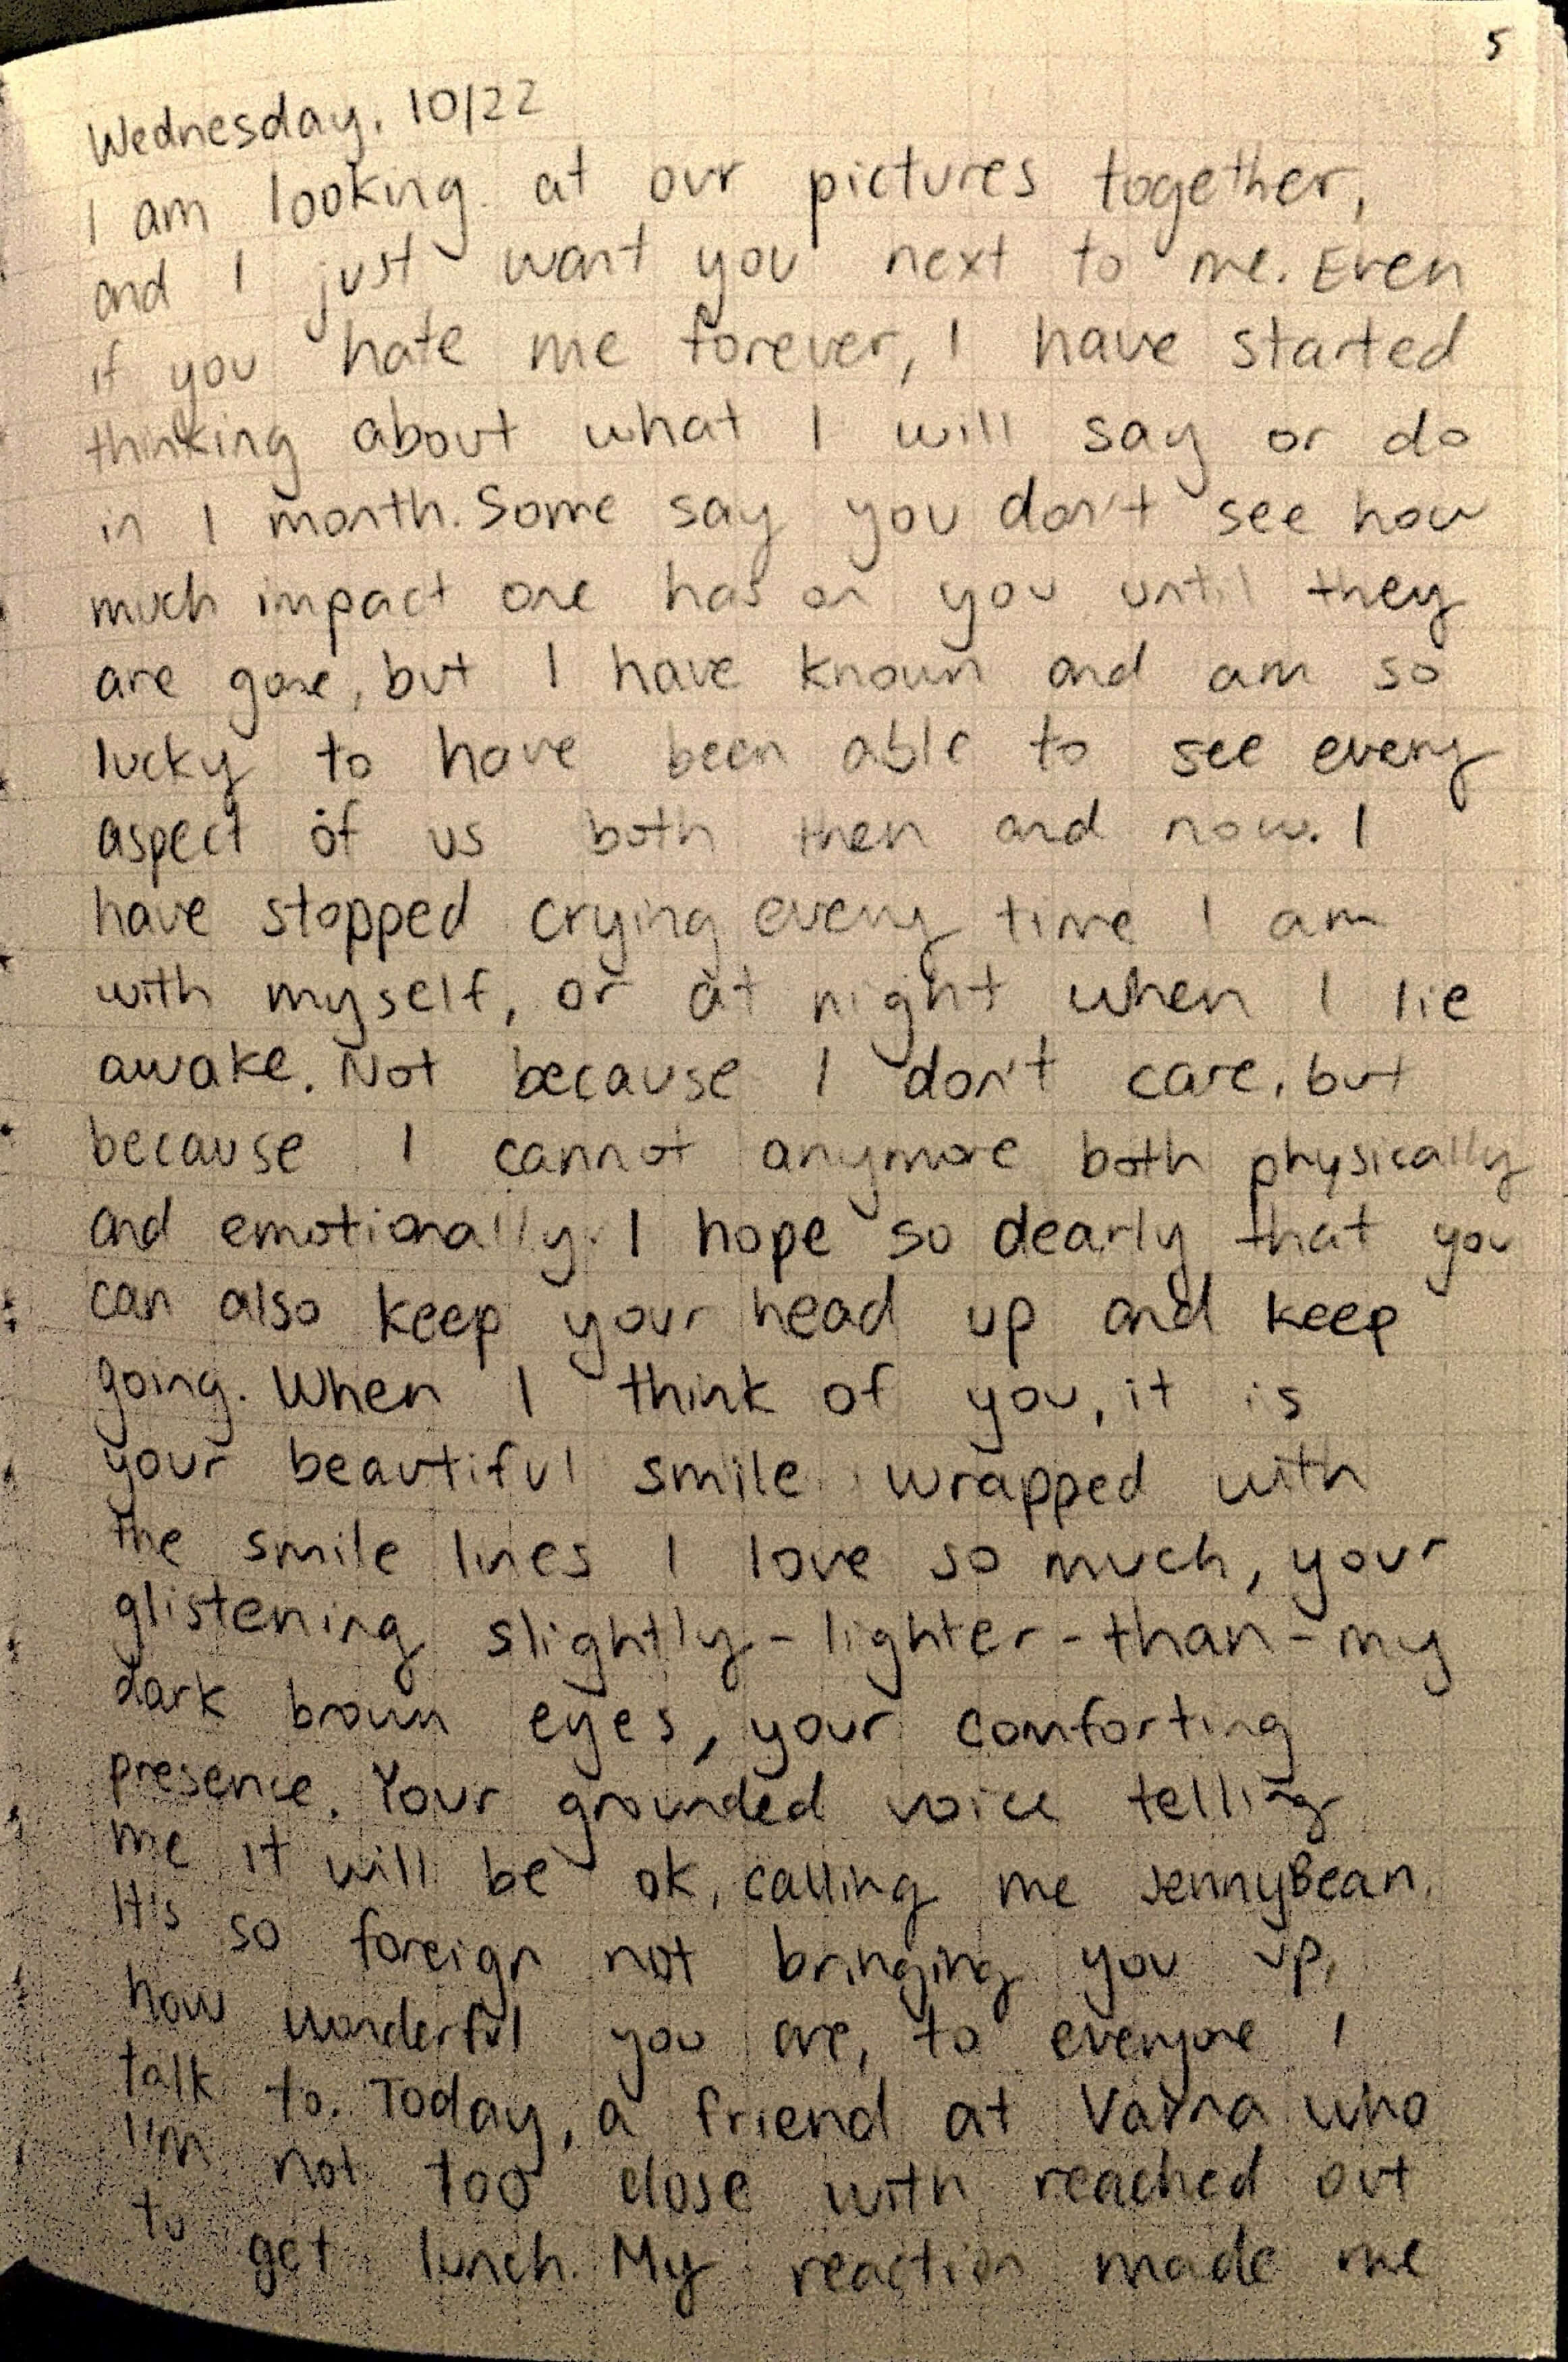 5
Wednesday, 10/22
I am looking at our pictures together,
and I just want you next to me. Even
if you hate me forever, I have started
thinking about what I will say or do
in 1 month. Some say you don't see how
much impact one has on you until they
are gone, but I have known and am so
lucky to have been able to see every
aspect of us both then and now. I
have stopped crying every time I am
with myself, or at night when I lie
awake. Not because I don't care, but
because I cannot anymore both physically
and emotionally. I hope so dearly that you
can also keep your head up and keep
going. When I think of you, it is
your beautiful smile wrapped with
the smile lines I love so much, your
glistening slightly-lighter-than-my
dark brown eyes, your comforting
presence. Your grounded voice telling
me it will be ok, calling me JennyBean.
It's so foreign not bringing you up,
how wonderful you are, to everyone I
talk to. Today, a friend at Varna who
I'm not too close with reached out
to get lunch. My reaction made me